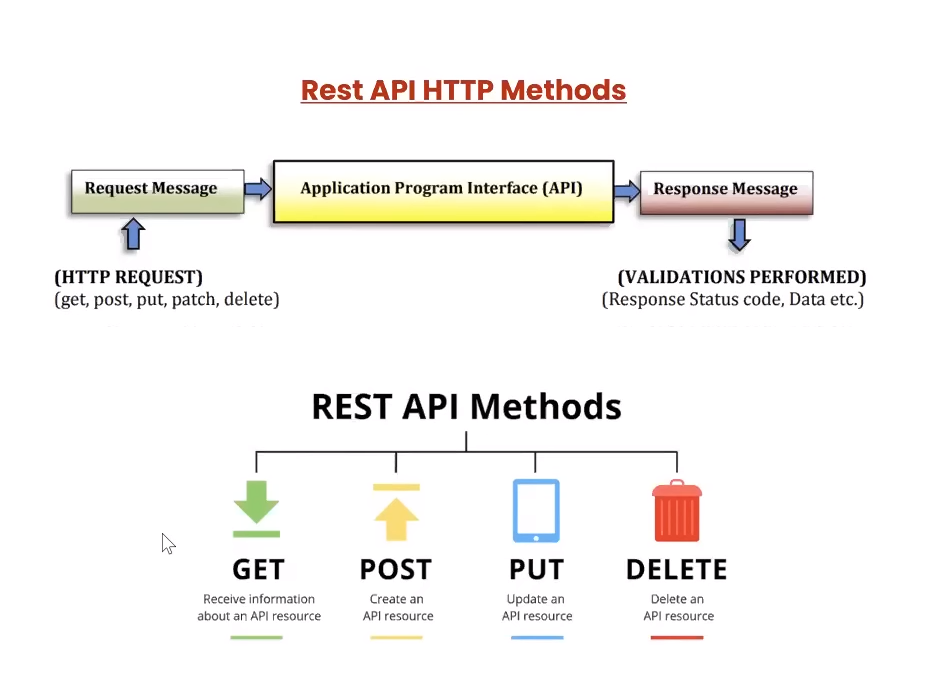 Rest API HTTP Methods
Request Message
Application Program Interface (API)
Response Message
(HTTP REQUEST)
(get, post, put, patch, delete)
(VALIDATIONS PERFORMED)
(Response Status code, Data etc.)
REST API Methods
GET
Receive information
about an API resource
POST
Create an
API resource
PUT
Update an
API resource
DELETE
Delete an
API resource